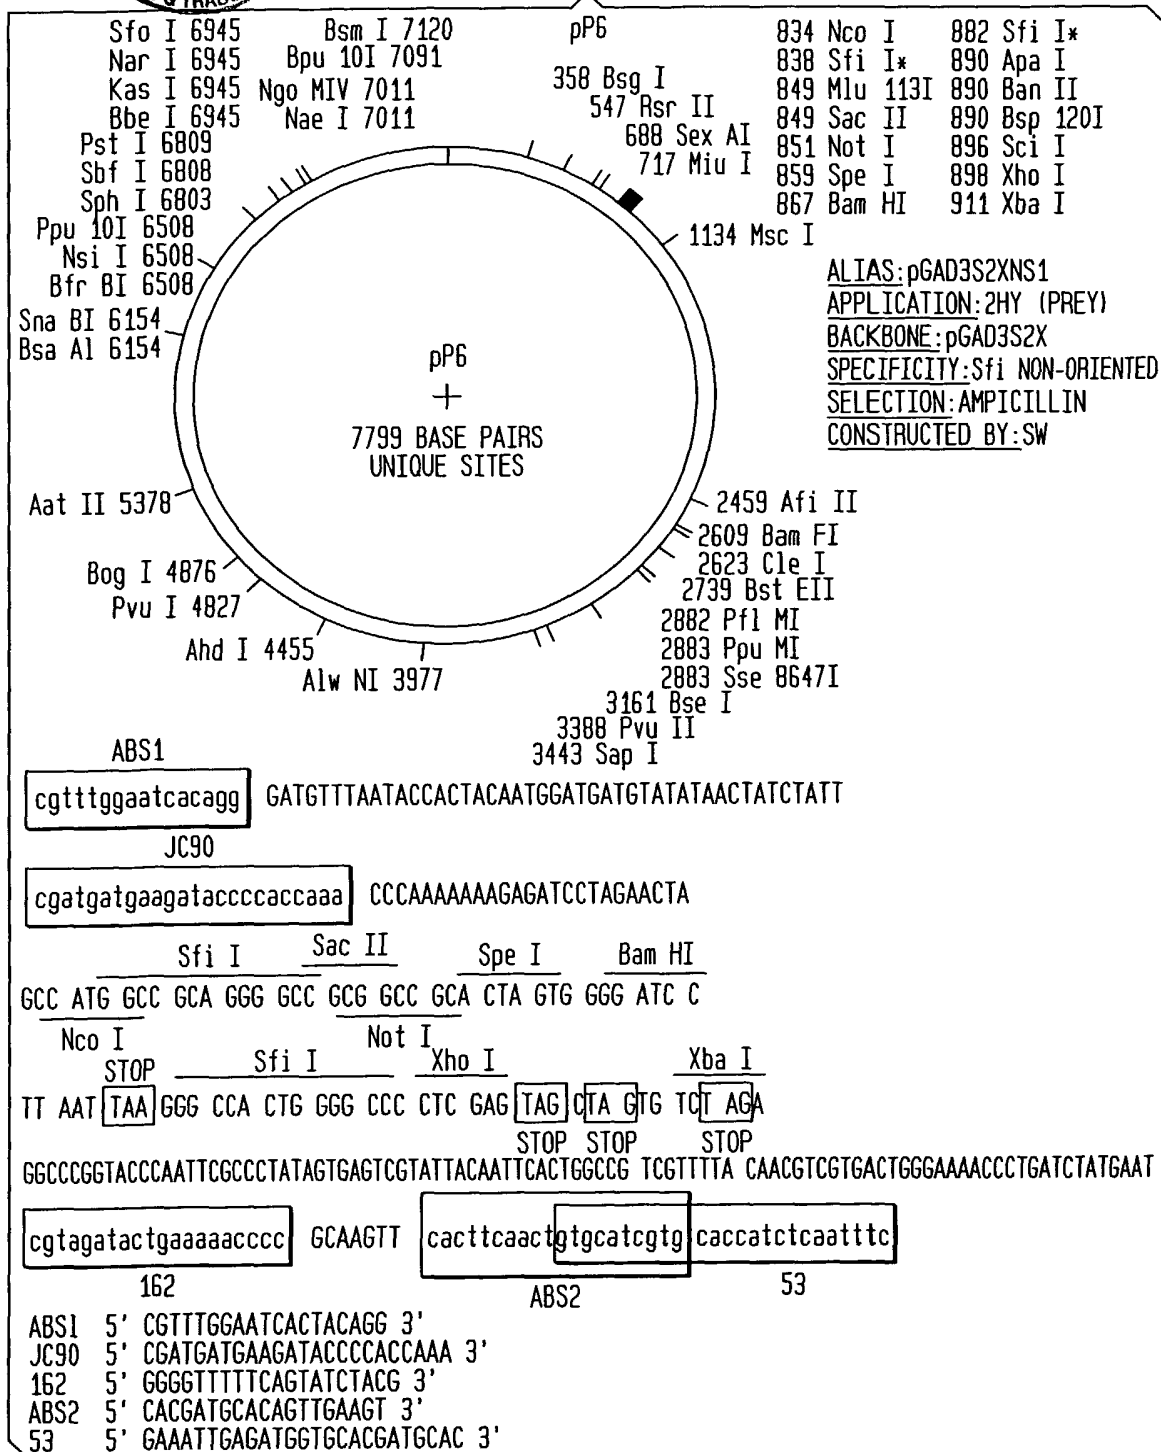 Sfo I 6945
Nar I 6945
Kas I 6945
Bbe I 6945
Pst I 6809
Sbf I 6808
Sph I 6803
Ppu 10I 6508
Nsi I 6508
Bfr BI 6508
Sna BI 6154
Bsa Al 6154
Bsm I 7120
Bpu 10I 7091
Ngo MIV 7011
Nae I 7011
pP6
358 Bsg I
547 Rsr II
688 Sex AI
717 Miu I
834 Nco I
838 Sfi I*
849 Mlu 113I
849 Sac II
851 Not I
859 Spe I
867 Bam HI
882 Sfi I*
890 Apa I
890 Ban II
890 Bsp 120I
896 Sci I
898 Xho I
911 Xba I
1134 Msc I
ALIAS:pGAD3S2XNS1
APPLICATION:2HY (PREY)
BACKBONE:pGAD3S2X
SPECIFICITY:Sfi NON-ORIENTED
SELECTION:AMPICILLIN
CONSTRUCTED BY:SW
pP6
7799 BASE PAIRS
UNIQUE SITES
Aat II 5378
Bog I 4876
Pvu I 4827
Ahd I 4455
Alw NI 3977
2459 Afi II
2609 Bam FI
2623 Cle I
2739 Bst EII
2882 Pfl MI
2883 Ppu MI
2883 Sse 8647I
3161 Bse I
3388 Pvu II
3443 Sap I
ABS1
cgtttggaatcacagg GATGTTTAATACCACTACAATGGATGATGTATATAACTATCTATT
JC90
cgatgatgaagataccccaccaaa CCCAAAAAAAGAGATCCTAGAACTA
Sfi I Sac II Spe I Bam HI
GCC ATG GCC GCA GGG GCC GCG GCC GCA CTA GTG GGG ATC C
Nco I Not I
STOP Sfi I Xho I Xba I
TT AAT TAA GGG CCA CTG GGG CCC CTC GAG TAG CTA GTG TCT AGA
STOP STOP STOP
GGCCCGGTACCCAATTCGCCCTATAGTGAGTCGTATTACAATTCACTGGCCG TCGTTTTA CAACGTCGTGACTGGGAAAACCCTGATCTATGAAT
cgtagatactgaaaaacccc GCAAGTT cacttcaactgtgcatcgtg caccatctcaatttc
162 ABS2 53
ABS1 5' CGTTTGGAATCACTACAGG 3'
JC90 5' CGATGATGAAGATACCCCACCAAA 3'
162 5' GGGGTTTTTCAGTATCTACG 3'
ABS2 5' CACGATGCACAGTTGAAGT 3'
53 5' GAAATTGAGATGGTGCACGATGCAC 3'